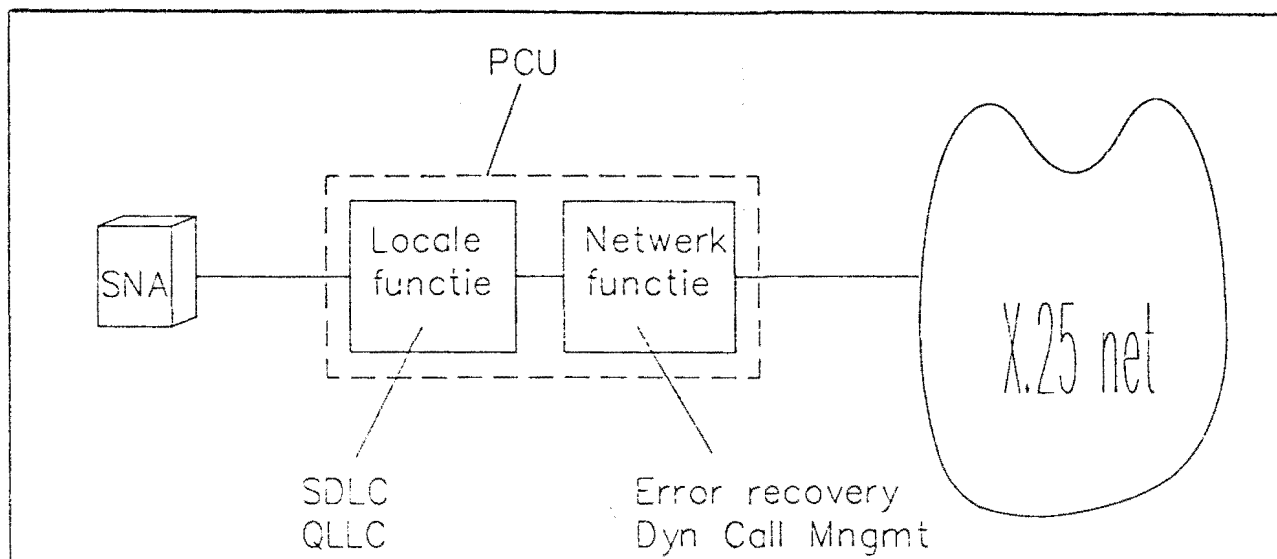 PCU
SNA
Locale
functie
Netwerk
functie
X.25 net
SDLC
QLLC
Error recovery
Dyn Call Mngmt